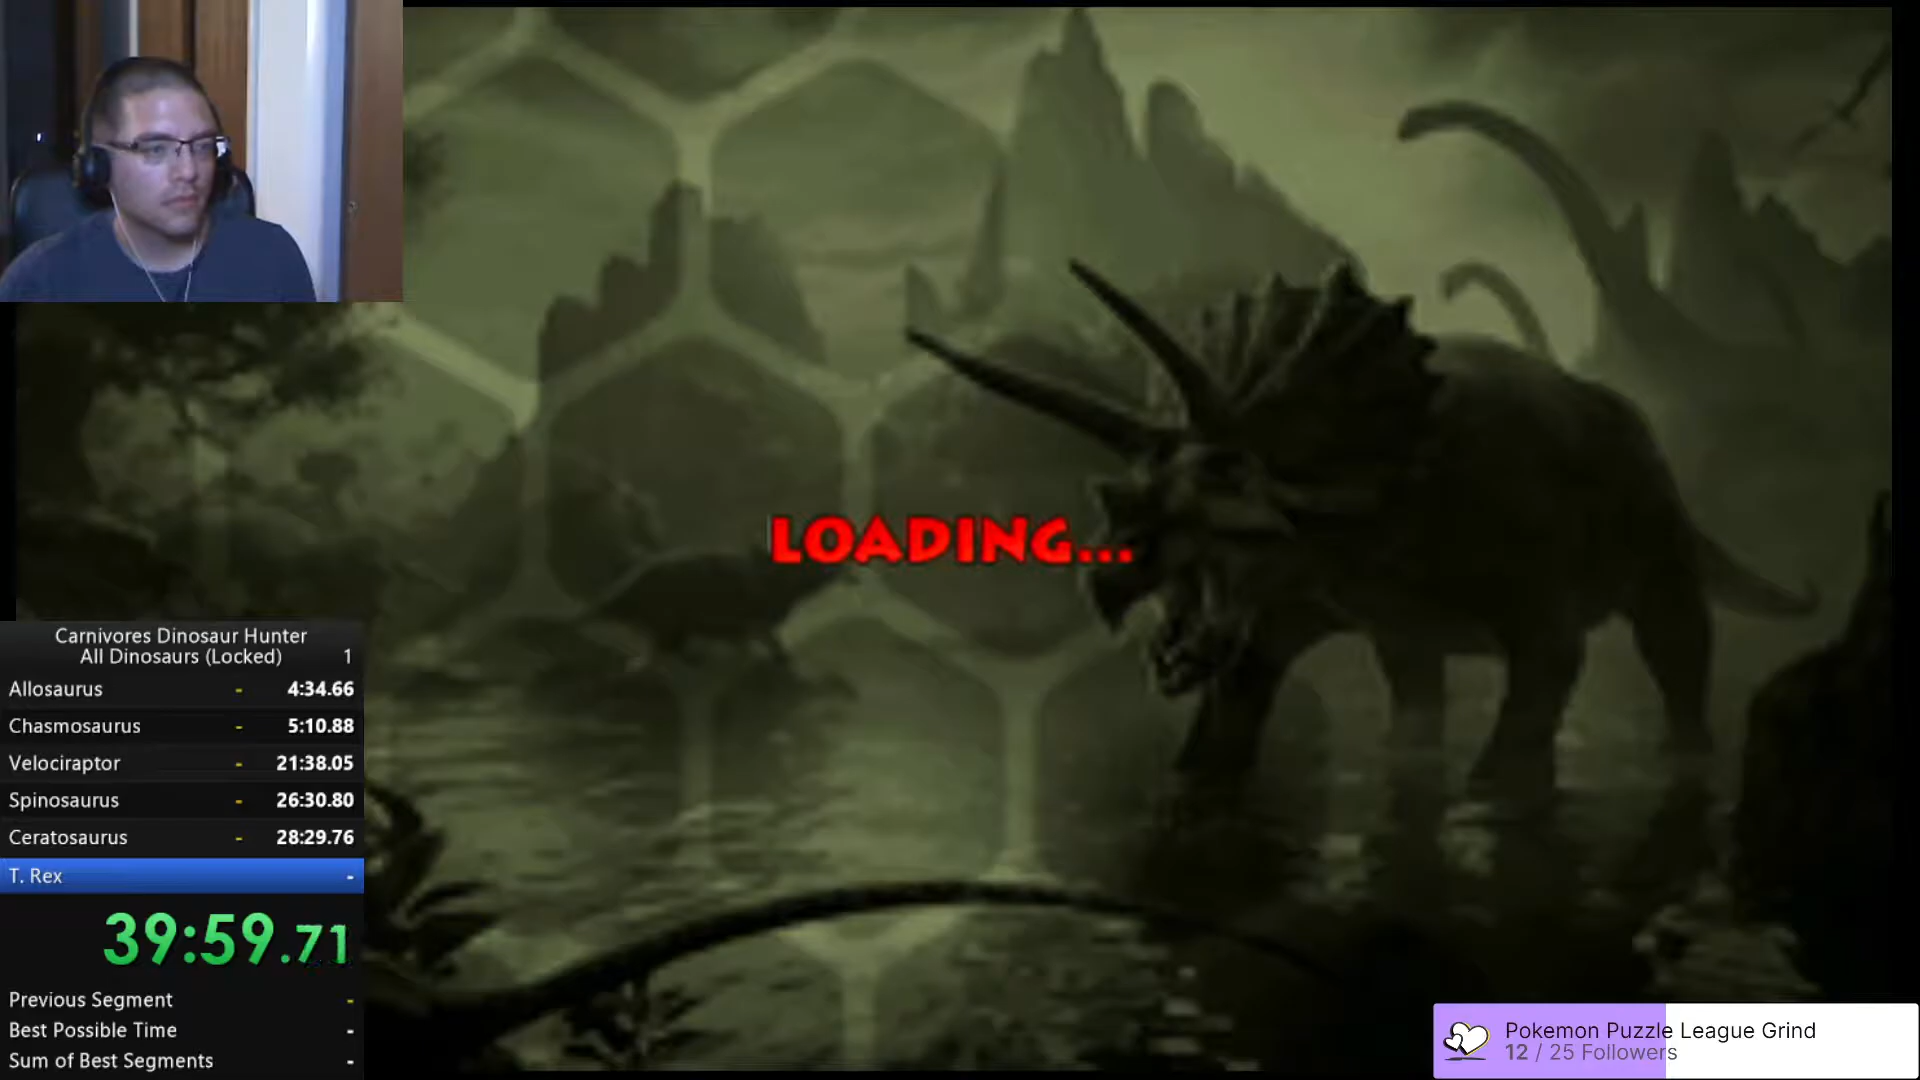 LOADING...
Carnivores Dinosaur Hunter
All Dinosaurs (Locked) 1
Allosaurus - 4:34.66
Chasmosaurus - 5:10.88
Velociraptor - 21:38.05
Spinosaurus - 26:30.80
Ceratosaurus - 28:29.76
T. Rex -
39:59.71
Previous Segment -
Best Possible Time -
Sum of Best Segments -
Pokemon Puzzle League Grind
12 / 25 Followers